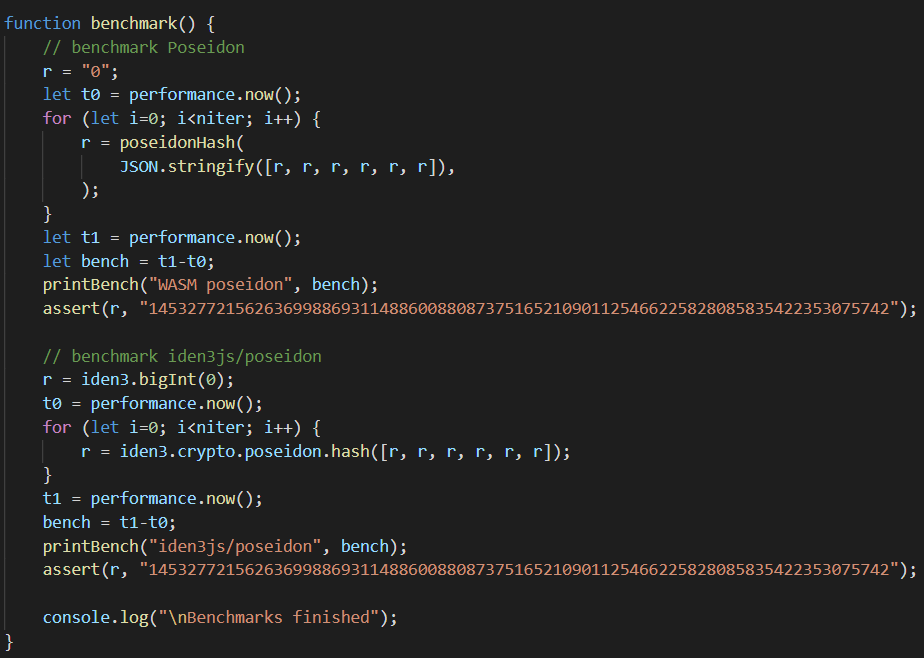 function benchmark() {
    // benchmark Poseidon
    r = "0";
    let t0 = performance.now();
    for (let i=0; i<niter; i++) {
        r = poseidonHash(
            JSON.stringify([r, r, r, r, r, r]),
        );
    }
    let t1 = performance.now();
    let bench = t1-t0;
    printBench("WASM poseidon", bench);
    assert(r, "14532772156263699886931148860088087375165210901125466225828085835422353075742");

    // benchmark iden3js/poseidon
    r = iden3.bigInt(0);
    t0 = performance.now();
    for (let i=0; i<niter; i++) {
        r = iden3.crypto.poseidon.hash([r, r, r, r, r, r]);
    }
    t1 = performance.now();
    bench = t1-t0;
    printBench("iden3js/poseidon", bench);
    assert(r, "14532772156263699886931148860088087375165210901125466225828085835422353075742");

    console.log("\nBenchmarks finished");
}